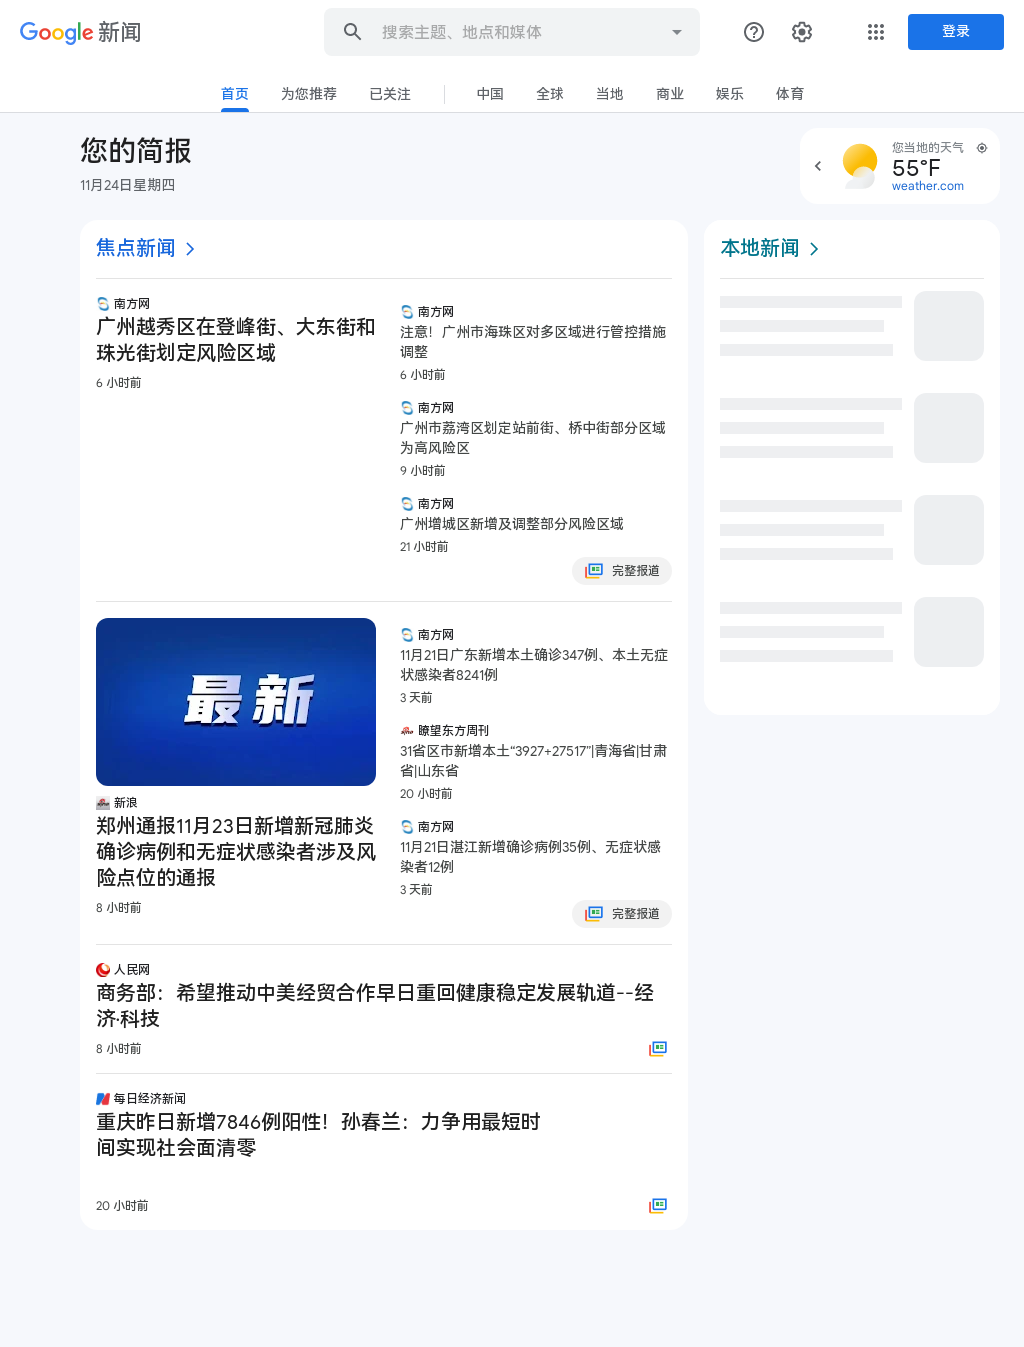 Google 新闻
搜索主题、地点和媒体
登录
首页
为您推荐
已关注
中国
全球
当地
商业
娱乐
体育
您的简报
11月24日星期四
您当地的天气
55°F
weather.com
焦点新闻
南方网
广州越秀区在登峰街、大东街和
珠光街划定风险区域
6 小时前
南方网
注意！广州市海珠区对多区域进行管控措施
调整
6 小时前
南方网
广州市荔湾区划定站前街、桥中街部分区域
为高风险区
9 小时前
南方网
广州增城区新增及调整部分风险区域
21 小时前
完整报道
最新
新浪
郑州通报11月23日新增新冠肺炎
确诊病例和无症状感染者涉及风
险点位的通报
8 小时前
南方网
11月21日广东新增本土确诊347例、本土无症
状感染者8241例
3 天前
瞭望东方周刊
31省区市新增本土“3927+27517”|青海省|甘肃
省|山东省
20 小时前
南方网
11月21日湛江新增确诊病例35例、无症状感
染者12例
3 天前
完整报道
人民网
商务部：希望推动中美经贸合作早日重回健康稳定发展轨道--经
济·科技
8 小时前
每日经济新闻
重庆昨日新增7846例阳性！孙春兰：力争用最短时
间实现社会面清零
20 小时前
本地新闻